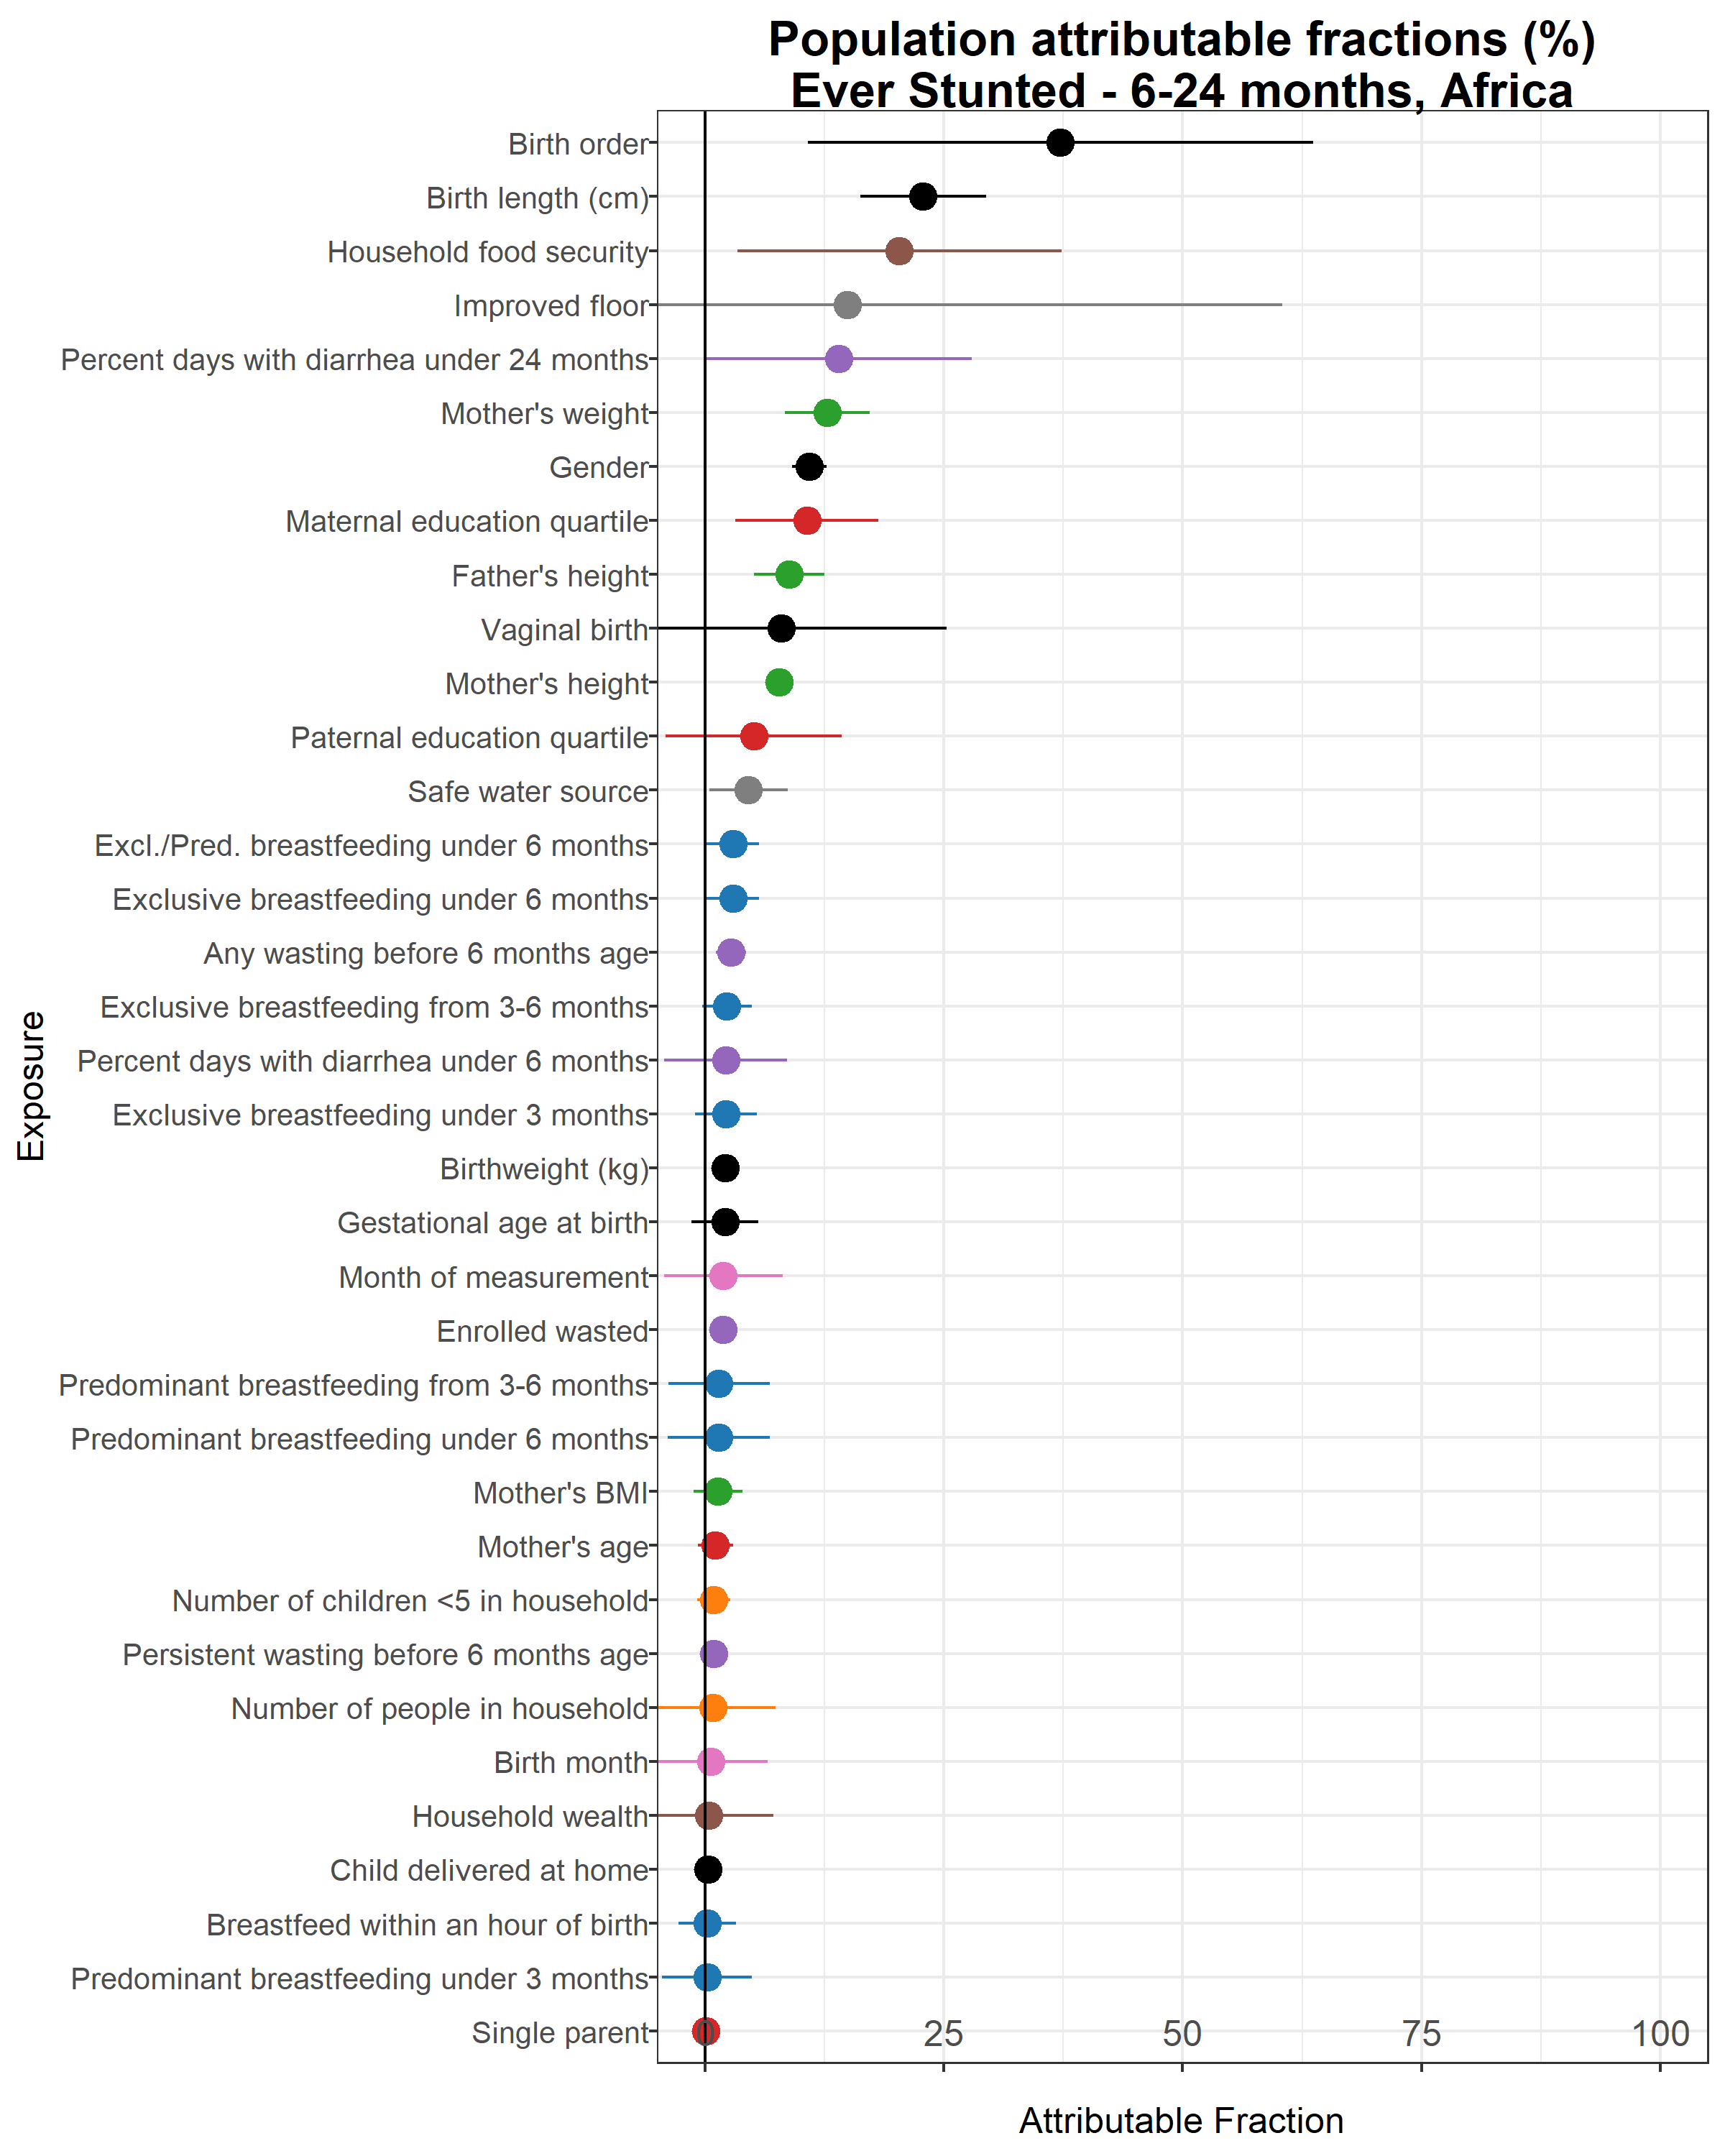 Population attributable fractions (%)
Ever Stunted - 6-24 months, Africa
Birth order
Birth length (cm)
Household food security
Improved floor
Percent days with diarrhea under 24 months
Mother's weight
Gender
Maternal education quartile
Father's height
Vaginal birth
Mother's height
Paternal education quartile
Safe water source
Excl./Pred. breastfeeding under 6 months
Exclusive breastfeeding under 6 months
Any wasting before 6 months age
Exclusive breastfeeding from 3-6 months
Percent days with diarrhea under 6 months
Exclusive breastfeeding under 3 months
Birthweight (kg)
Gestational age at birth
Month of measurement
Enrolled wasted
Predominant breastfeeding from 3-6 months
Predominant breastfeeding under 6 months
Mother's BMI
Mother's age
Number of children <5 in household
Persistent wasting before 6 months age
Number of people in household
Birth month
Household wealth
Child delivered at home
Breastfeed within an hour of birth
Predominant breastfeeding under 3 months
Single parent
Exposure
0 25 50 75 100
Attributable Fraction